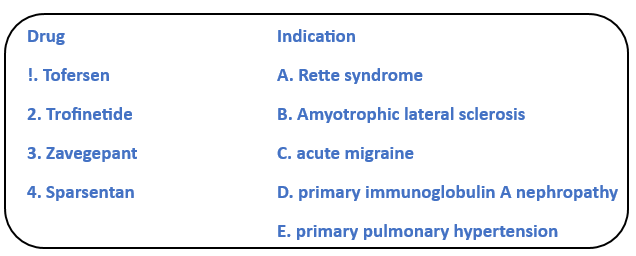 Drug Indication
!. Tofersen A. Rette syndrome
2. Trofinetide B. Amyotrophic lateral sclerosis
3. Zavegepant C. acute migraine
4. Sparsentan D. primary immunoglobulin A nephropathy
E. primary pulmonary hypertension